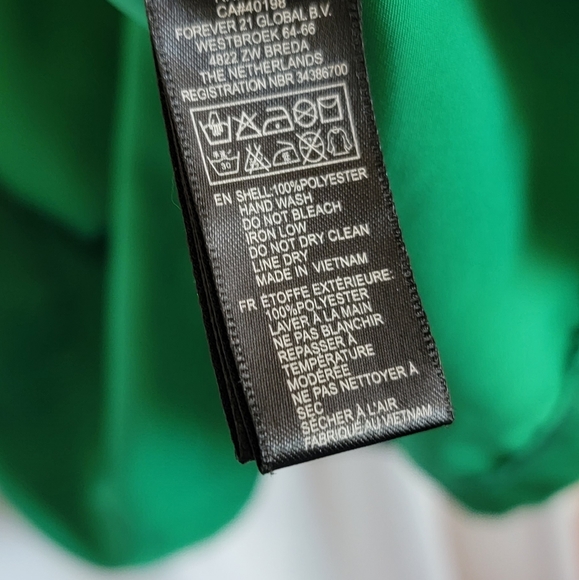 CA#40198
FOREVER 21 GLOBAL B.V.
WESTBROEK 64-66
4822 ZW BREDA
THE NETHERLANDS
REGISTRATION NBR 34386700
30
EN SHELL:100%POLYESTER
HAND WASH
DO NOT BLEACH
IRON LOW
DO NOT DRY CLEAN
LINE DRY
MADE IN VIETNAM
FR ÉTOFFE EXTÉRIEURE:
100%POLYESTER
LAVER À LA MAIN
NE PAS BLANCHIR
REPASSER À
TEMPÉRATURE
MODÉRÉE
NE PAS NETTOYER À
SEC
SÉCHER À L'AIR
FABRIQUÉ AU VIETNAM